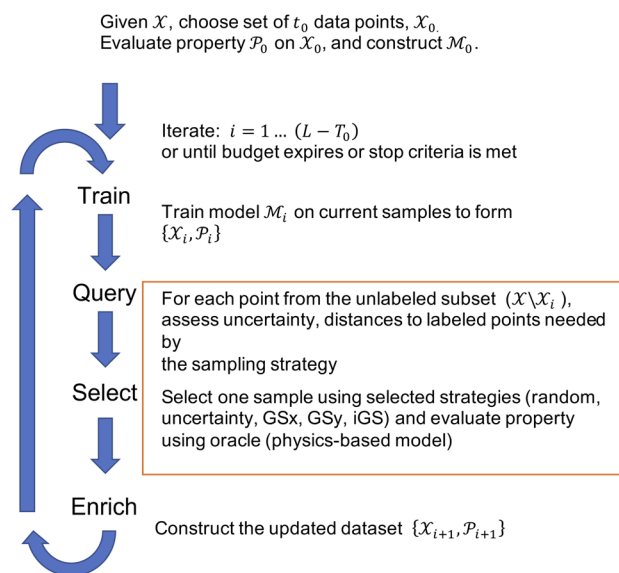 Given 𝒳, choose set of t₀ data points, 𝒳₀.
Evaluate property 𝒫₀ on 𝒳₀, and construct ℳ₀.
Iterate: i = 1 … (L − T₀)
or until budget expires or stop criteria is met
Train
Train model ℳᵢ on current samples to form
{𝒳ᵢ, 𝒫ᵢ}
Query
For each point from the unlabeled subset (𝒳\𝒳ᵢ ),
assess uncertainty, distances to labeled points needed
by
the sampling strategy
Select
Select one sample using selected strategies (random,
uncertainty, GSx, GSy, iGS) and evaluate property
using oracle (physics-based model)
Enrich
Construct the updated dataset {𝒳ᵢ₊₁, 𝒫ᵢ₊₁}